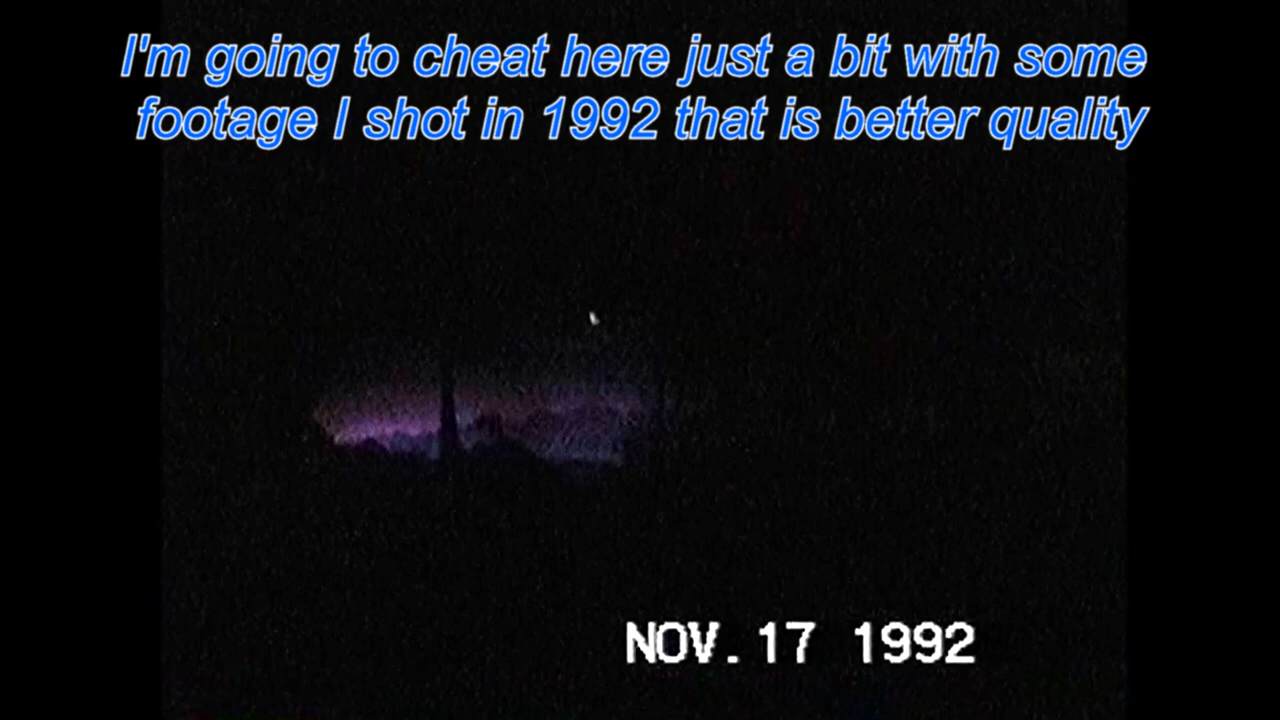 I'm going to cheat here just a bit with some
footage I shot in 1992 that is better quality
NOV. 17 1992